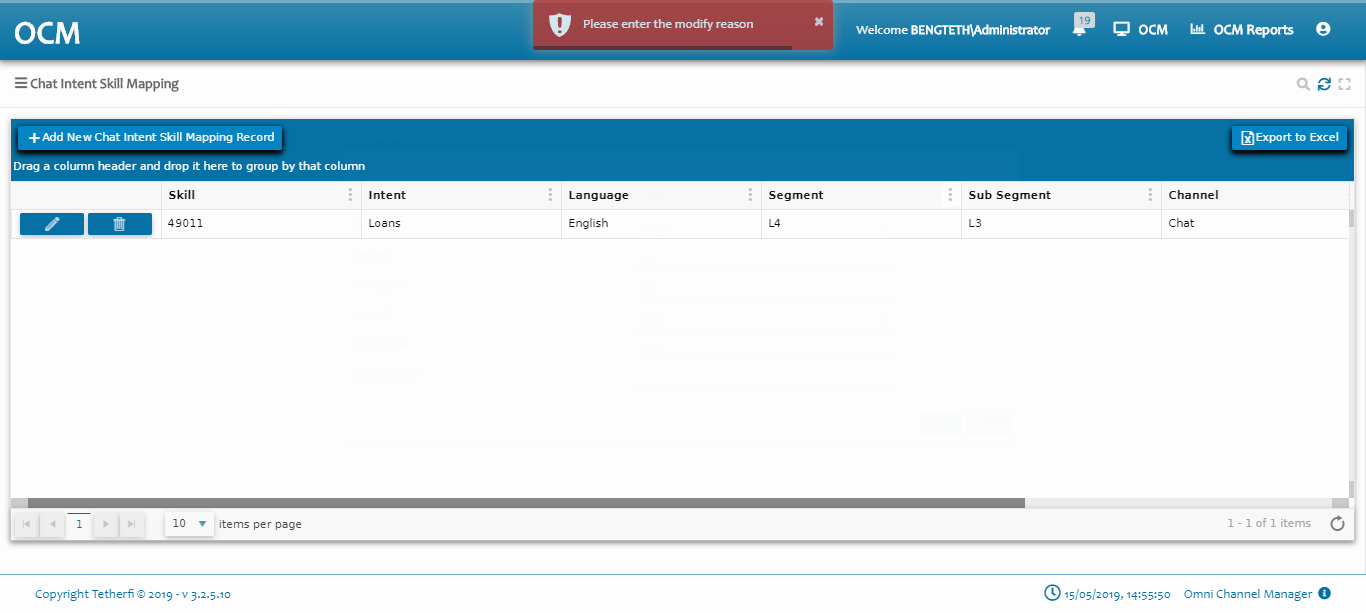 OCM
Please enter the modify reason
Welcome BENGTETH\Administrator
19
OCM
OCM Reports
Chat Intent Skill Mapping
Add New Chat Intent Skill Mapping Record
Export to Excel
Drag a column header and drop it here to group by that column
Skill Intent Language Segment Sub Segment Channel
49011 Loans English L4 L3 Chat
1 10 items per page 1 - 1 of 1 items
Copyright Tetherfi © 2019 - v 3.2.5.10 15/05/2019, 14:55:50 Omni Channel Manager